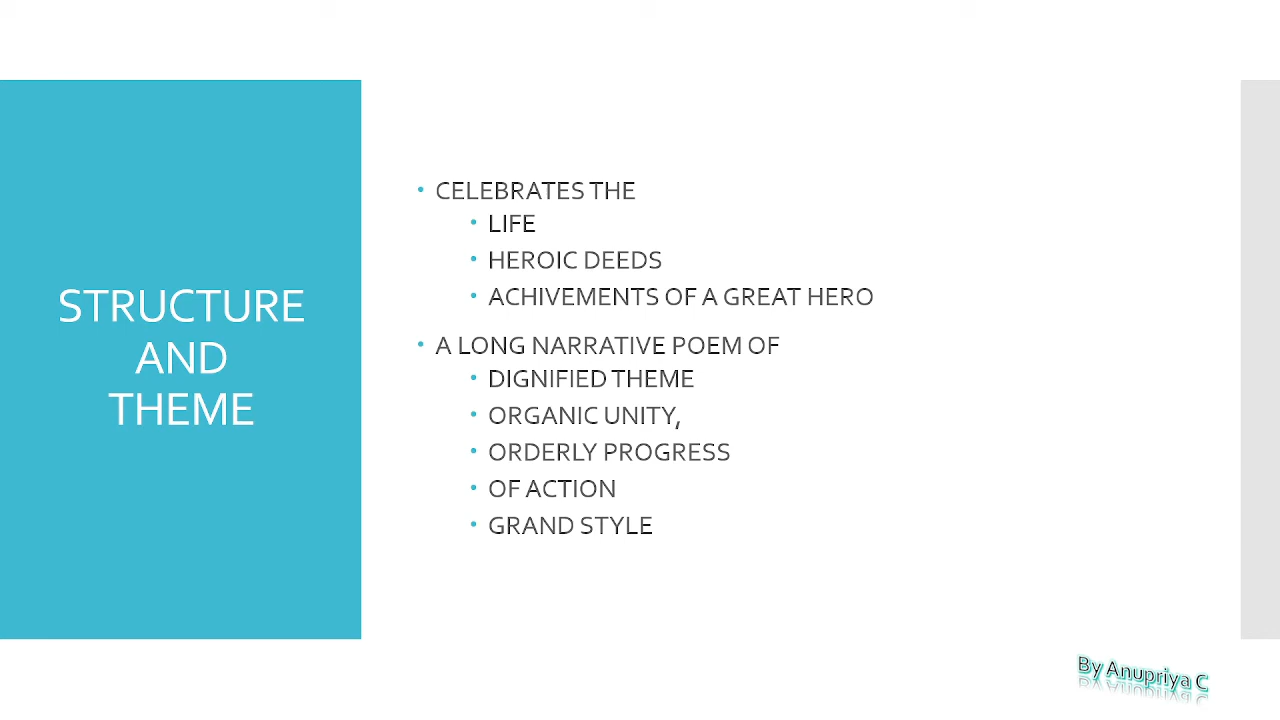 STRUCTURE
AND
THEME
• CELEBRATES THE
• LIFE
• HEROIC DEEDS
• ACHIVEMENTS OF A GREAT HERO
• A LONG NARRATIVE POEM OF
• DIGNIFIED THEME
• ORGANIC UNITY,
• ORDERLY PROGRESS
• OF ACTION
• GRAND STYLE
By Anupriya C